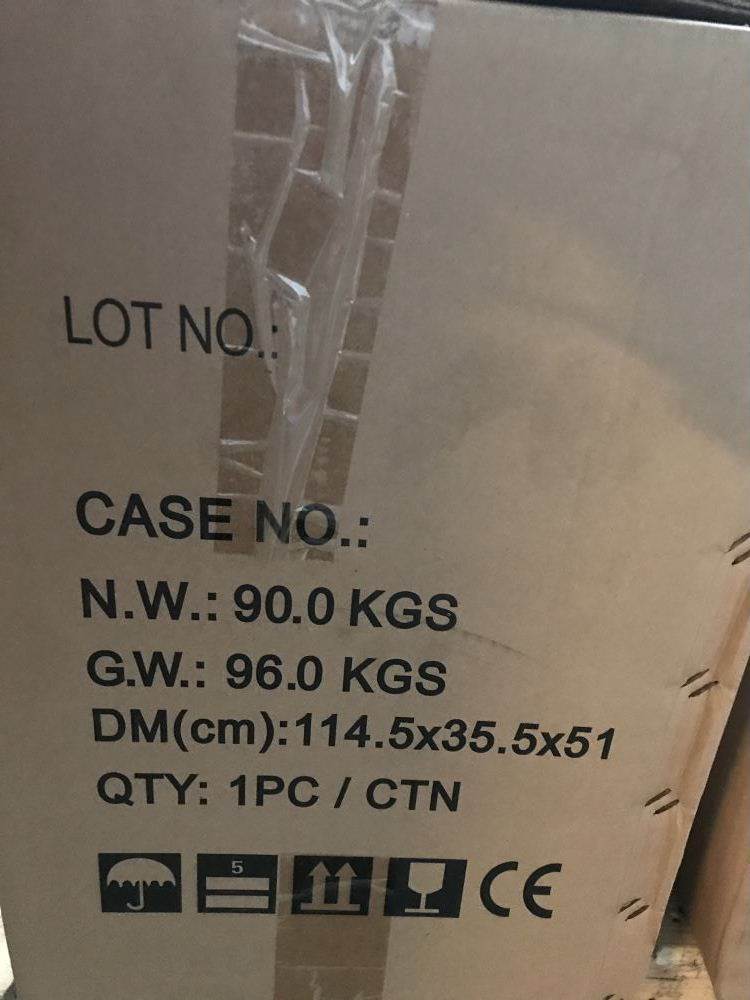 LOT NO.:
CASE NO.:
N.W.: 90.0 KGS
G.W.: 96.0 KGS
DM(cm):114.5x35.5x51
QTY: 1PC / CTN
5
CE